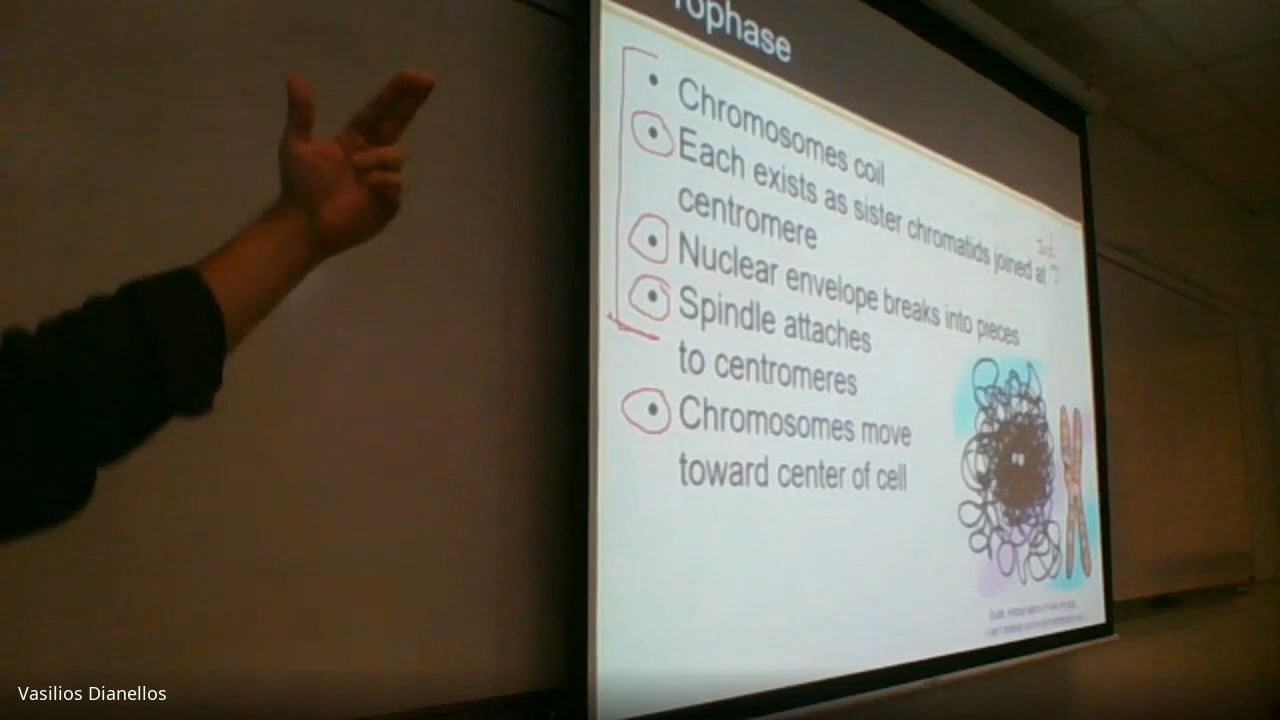 rophase
• Chromosomes coil
• Each exists as sister chromatids joined at
centromere
• Nuclear envelope breaks into pieces
• Spindle attaches
to centromeres
• Chromosomes move
toward center of cell
Vasilios Dianellos